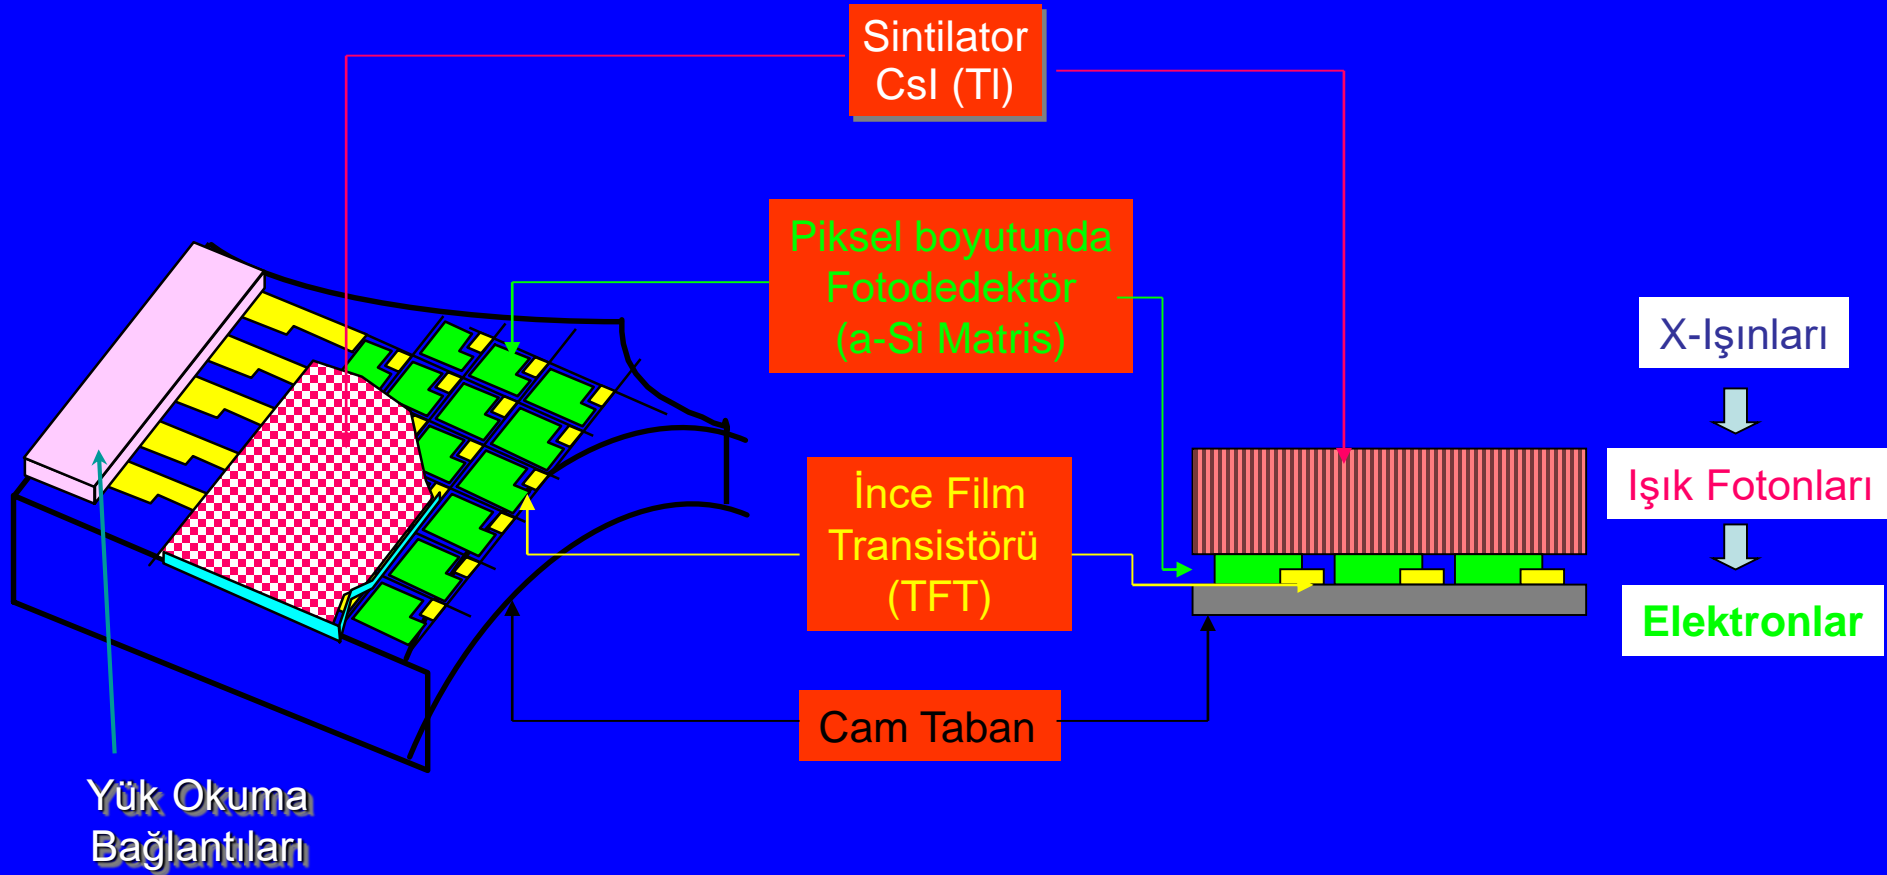 Sintilator
CsI (Tl)
Piksel boyutunda
Fotodedektör
(a-Si Matris)
X-Işınları
Işık Fotonları
İnce Film
Transistörü
(TFT)
Elektronlar
Cam Taban
Yük Okuma
Bağlantıları